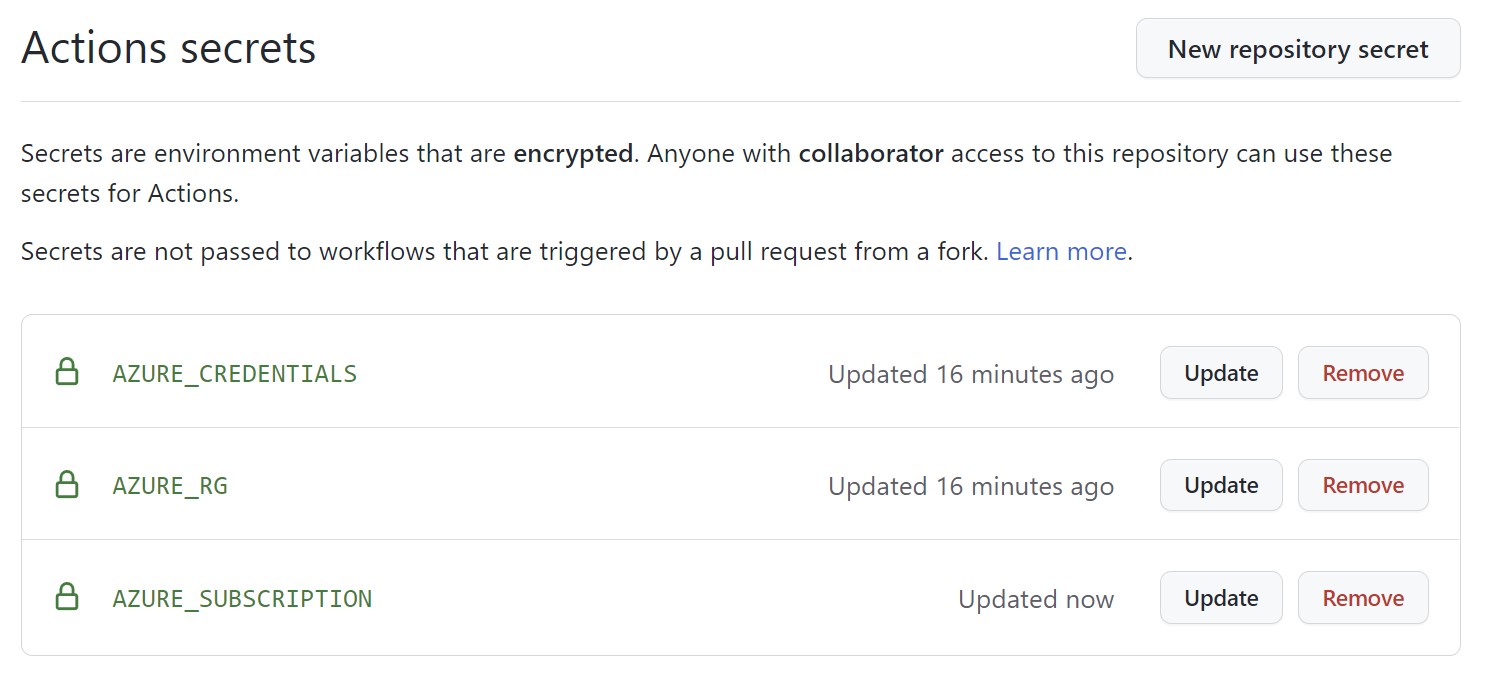 Actions secrets
New repository secret
Secrets are environment variables that are encrypted. Anyone with collaborator access to this repository can use these
secrets for Actions.
Secrets are not passed to workflows that are triggered by a pull request from a fork. Learn more.
AZURE_CREDENTIALS Updated 16 minutes ago Update Remove
AZURE_RG Updated 16 minutes ago Update Remove
AZURE_SUBSCRIPTION Updated now Update Remove